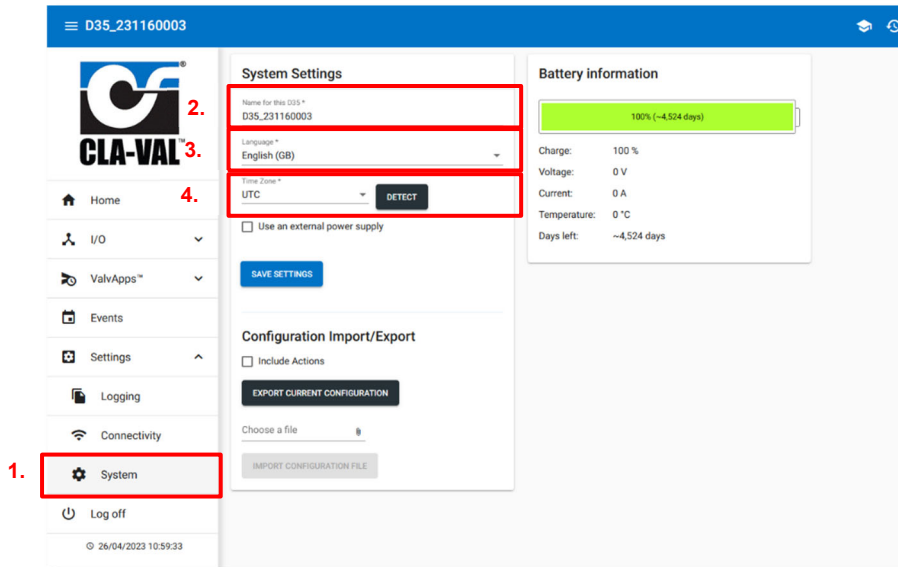 D35_231160003
CLA-VAL™
®
Home
I/O
ValvApps™
Events
Settings
Logging
Connectivity
1.
System
Log off
26/04/2023 10:59:33
System Settings
2.
Name for this D35 *
D35_231160003
3.
Language *
English (GB)
4.
Time Zone *
UTC
DETECT
Use an external power supply
SAVE SETTINGS
Configuration Import/Export
Include Actions
EXPORT CURRENT CONFIGURATION
Choose a file
IMPORT CONFIGURATION FILE
Battery information
100% (~4,524 days)
Charge: 100 %
Voltage: 0 V
Current: 0 A
Temperature: 0 °C
Days left: ~4,524 days